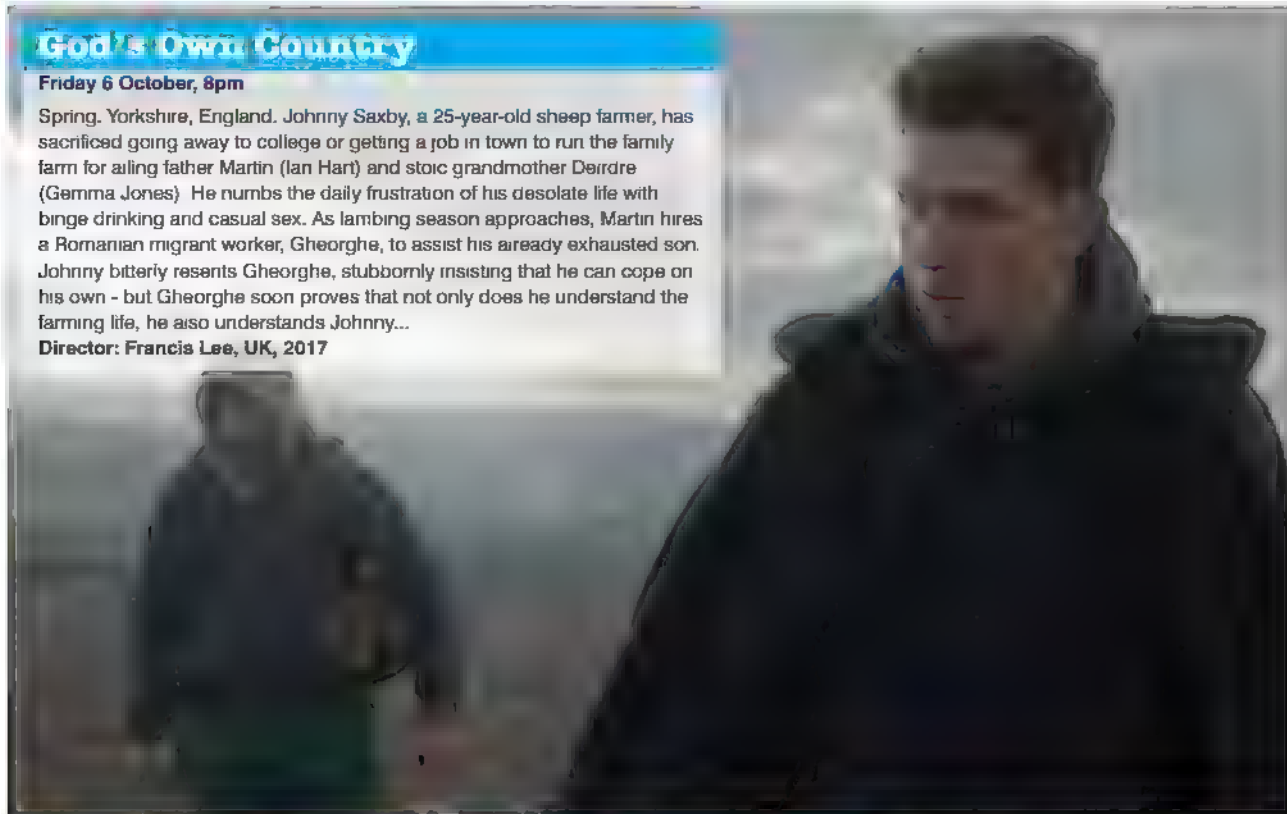 God's Own Country
Friday 6 October, 8pm
Spring. Yorkshire, England. Johnny Saxby, a 25-year-old sheep farmer, has
sacrificed going away to college or getting a job in town to run the family
farm for ailing father Martin (Ian Hart) and stoic grandmother Deirdre
(Gemma Jones) He numbs the daily frustration of his desolate life with
binge drinking and casual sex. As lambing season approaches, Martin hires
a Romanian migrant worker, Gheorghe, to assist his already exhausted son.
Johnny bitterly resents Gheorghe, stubbornly insisting that he can cope on
his own - but Gheorghe soon proves that not only does he understand the
farming life, he also understands Johnny...
Director: Francis Lee, UK, 2017